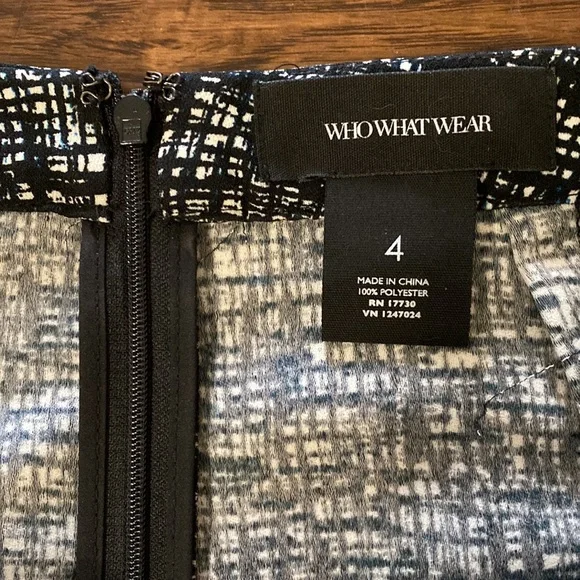 WHO WHAT WEAR
4
MADE IN CHINA
100% POLYESTER
RN 17730
VN 1247024